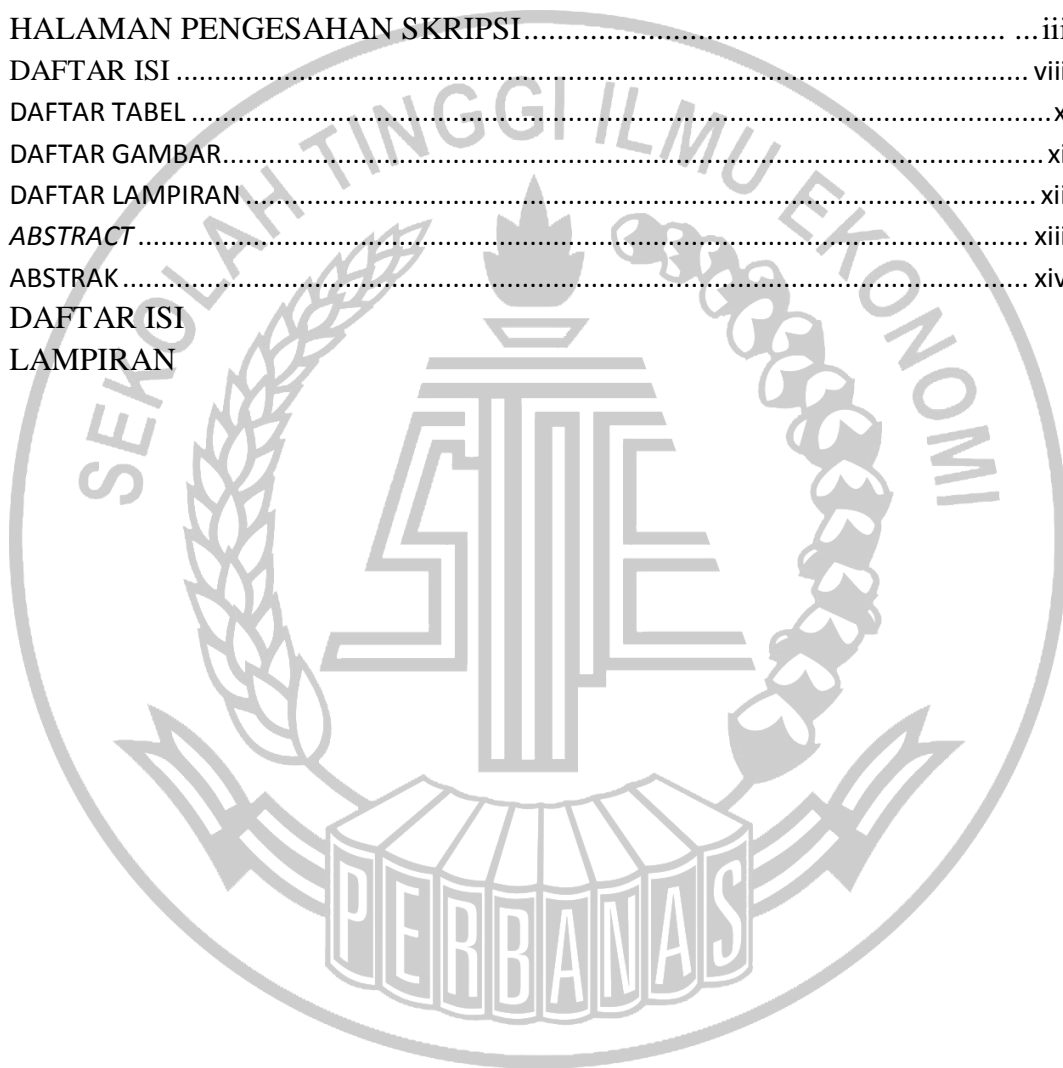 HALAMAN PENGESAHAN SKRIPSI................................................... ...iii
DAFTAR ISI ........................................................................................... viii
DAFTAR TABEL ............................................................................................x
DAFTAR GAMBAR........................................................................................ xi
DAFTAR LAMPIRAN ..................................................................................... xii
ABSTRACT ................................................................................................ xiii
ABSTRAK ................................................................................................. xiv
DAFTAR ISI
LAMPIRAN
SEKOLAH TINGGI ILMU EKONOMI
STIE
PERBANAS